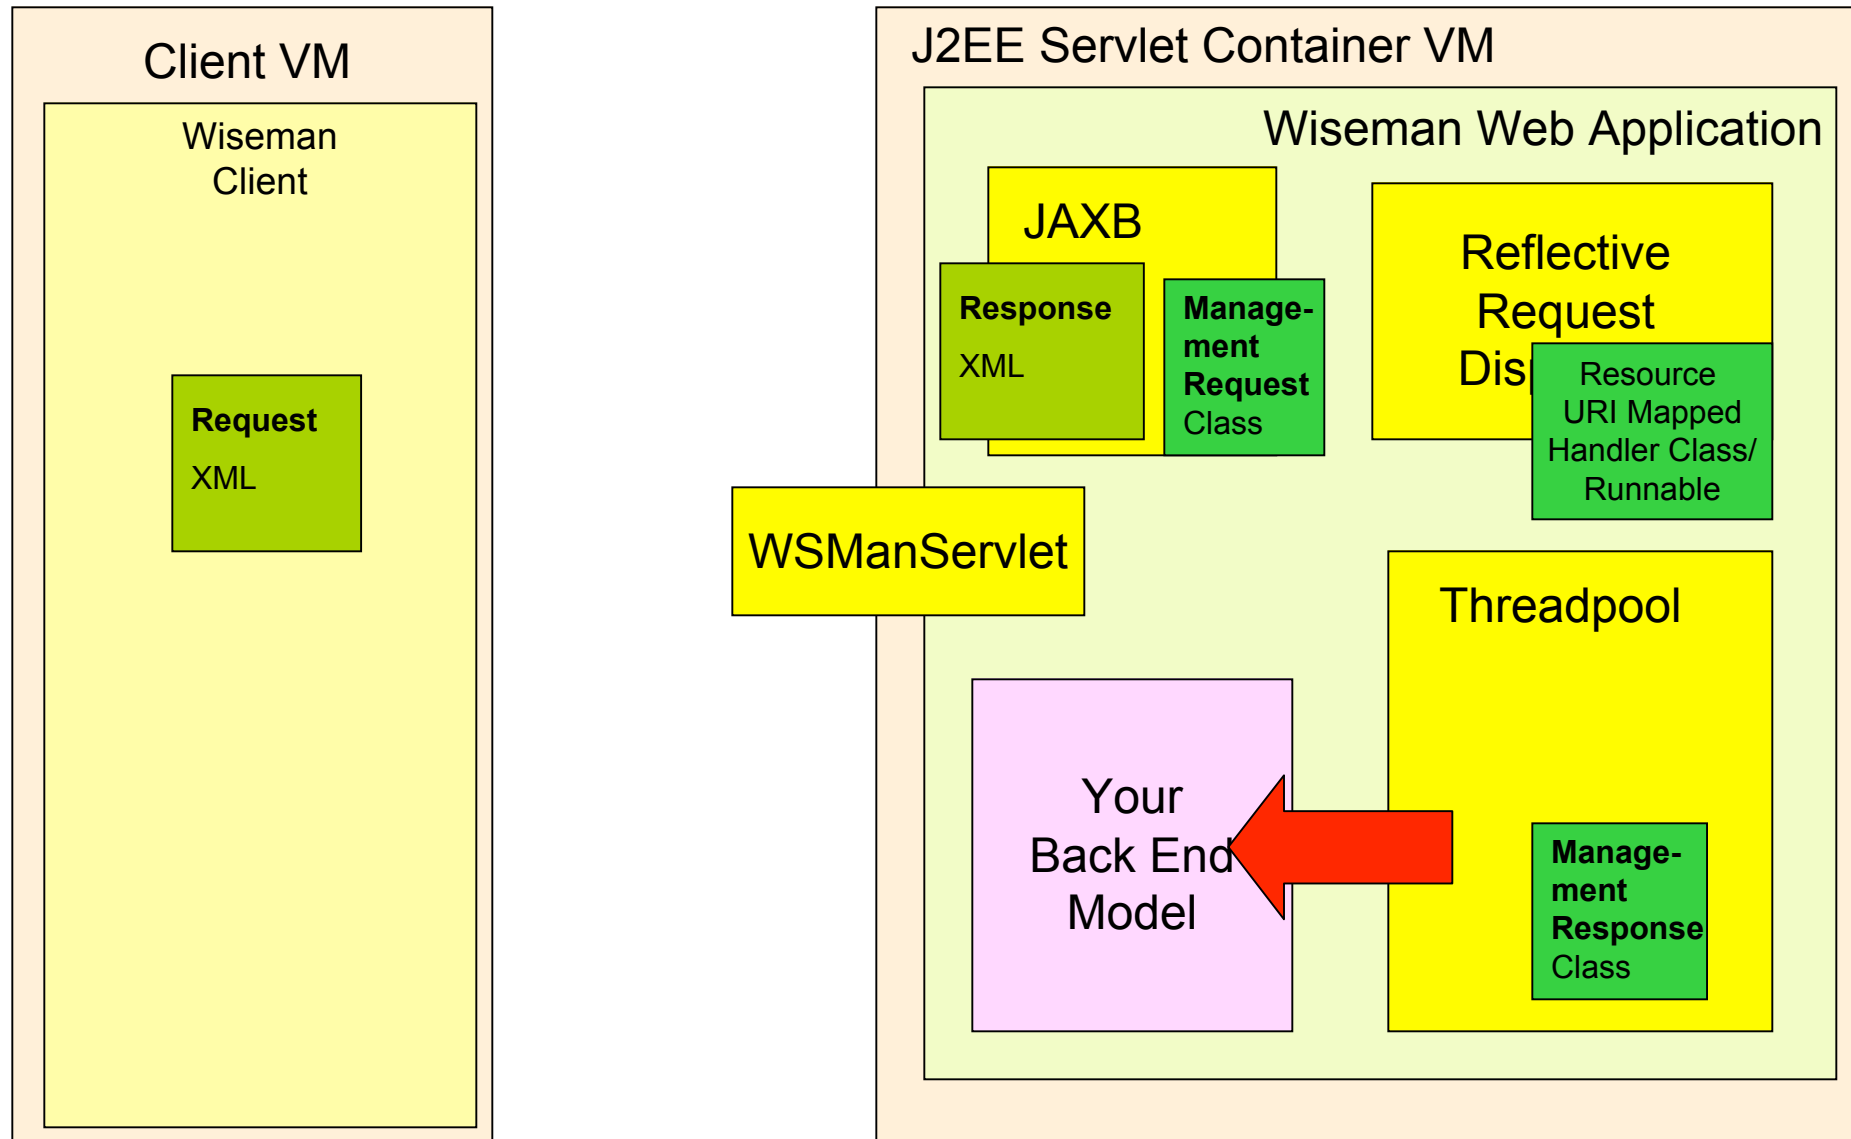 Client VM
Wiseman
Client
Request
XML
J2EE Servlet Container VM
Wiseman Web Application
JAXB
Response
XML
Manage-
ment
Request
Class
Reflective
Request
Disp
Resource
URI Mapped
Handler Class/
Runnable
WSManServlet
Threadpool
Your
Back End
Model
Manage-
ment
Response
Class